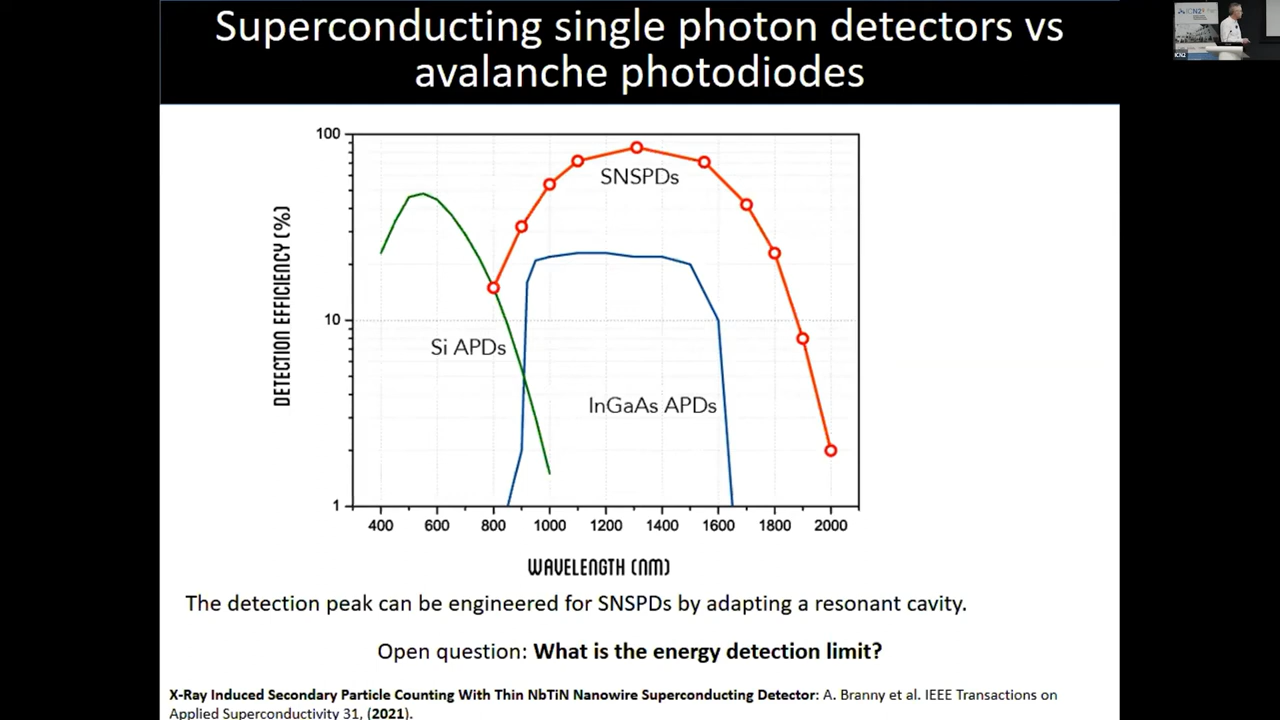 Superconducting single photon detectors vs
avalanche photodiodes
100
10
1
DETECTION EFFICIENCY (%)
SNSPDs
Si APDs
InGaAs APDs
400 600 800 1000 1200 1400 1600 1800 2000
WAVELENGTH (NM)
The detection peak can be engineered for SNSPDs by adapting a resonant cavity.
Open question: What is the energy detection limit?
X-Ray Induced Secondary Particle Counting With Thin NbTiN Nanowire Superconducting Detector: A. Branny et al. IEEE Transactions on
Applied Superconductivity 31, (2021).